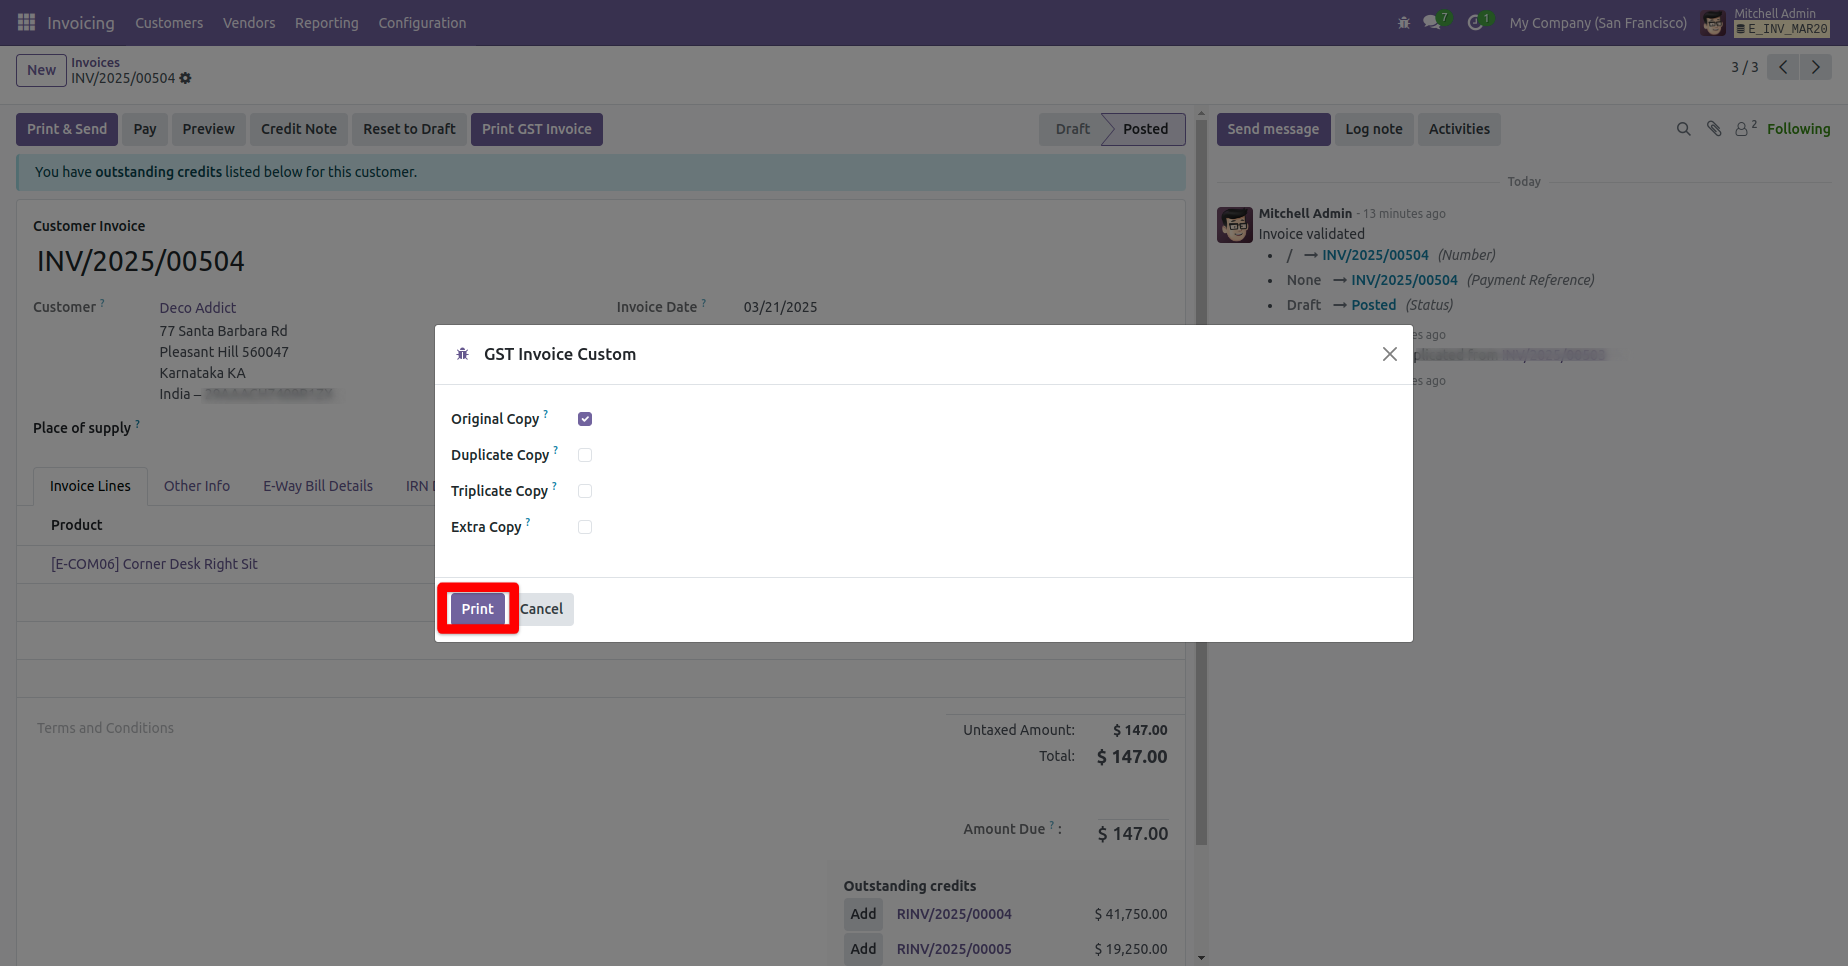 Invoicing Customers Vendors Reporting Configuration 7 1 My Company (San Francisco) Mitchell Admin
E_INV_MAR20
New Invoices
INV/2025/00504 3 / 3
Print & Send Pay Preview Credit Note Reset to Draft Print GST Invoice Draft Posted Send message Log note Activities 2 Following
You have outstanding credits listed below for this customer.
Today
Customer Invoice
INV/2025/00504
Mitchell Admin - 13 minutes ago
Invoice validated
• / → INV/2025/00504 (Number)
• None → INV/2025/00504 (Payment Reference)
• Draft → Posted (Status)
Customer ? Deco Addict Invoice Date ? 03/21/2025
77 Santa Barbara Rd
Pleasant Hill 560047
Karnataka KA
India –
Place of supply ?
es ago
es ago
GST Invoice Custom
Original Copy ?
Duplicate Copy ?
Triplicate Copy ?
Extra Copy ?
Print Cancel
Invoice Lines Other Info E-Way Bill Details IRN
Product
[E-COM06] Corner Desk Right Sit
Terms and Conditions
Untaxed Amount: $ 147.00
Total: $ 147.00
Amount Due ? : $ 147.00
Outstanding credits
Add RINV/2025/00004 $ 41,750.00
Add RINV/2025/00005 $ 19,250.00